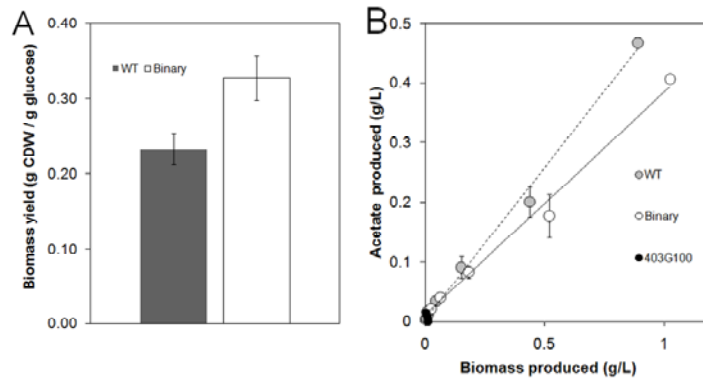 A
Biomass yield (g CDW / g glucose)
0.40
0.30
0.20
0.10
0.00
WT Binary
B
Acetate produced (g/L)
0.5
0.4
0.3
0.2
0.1
0
WT
Binary
403G100
0 0.5 1
Biomass produced (g/L)